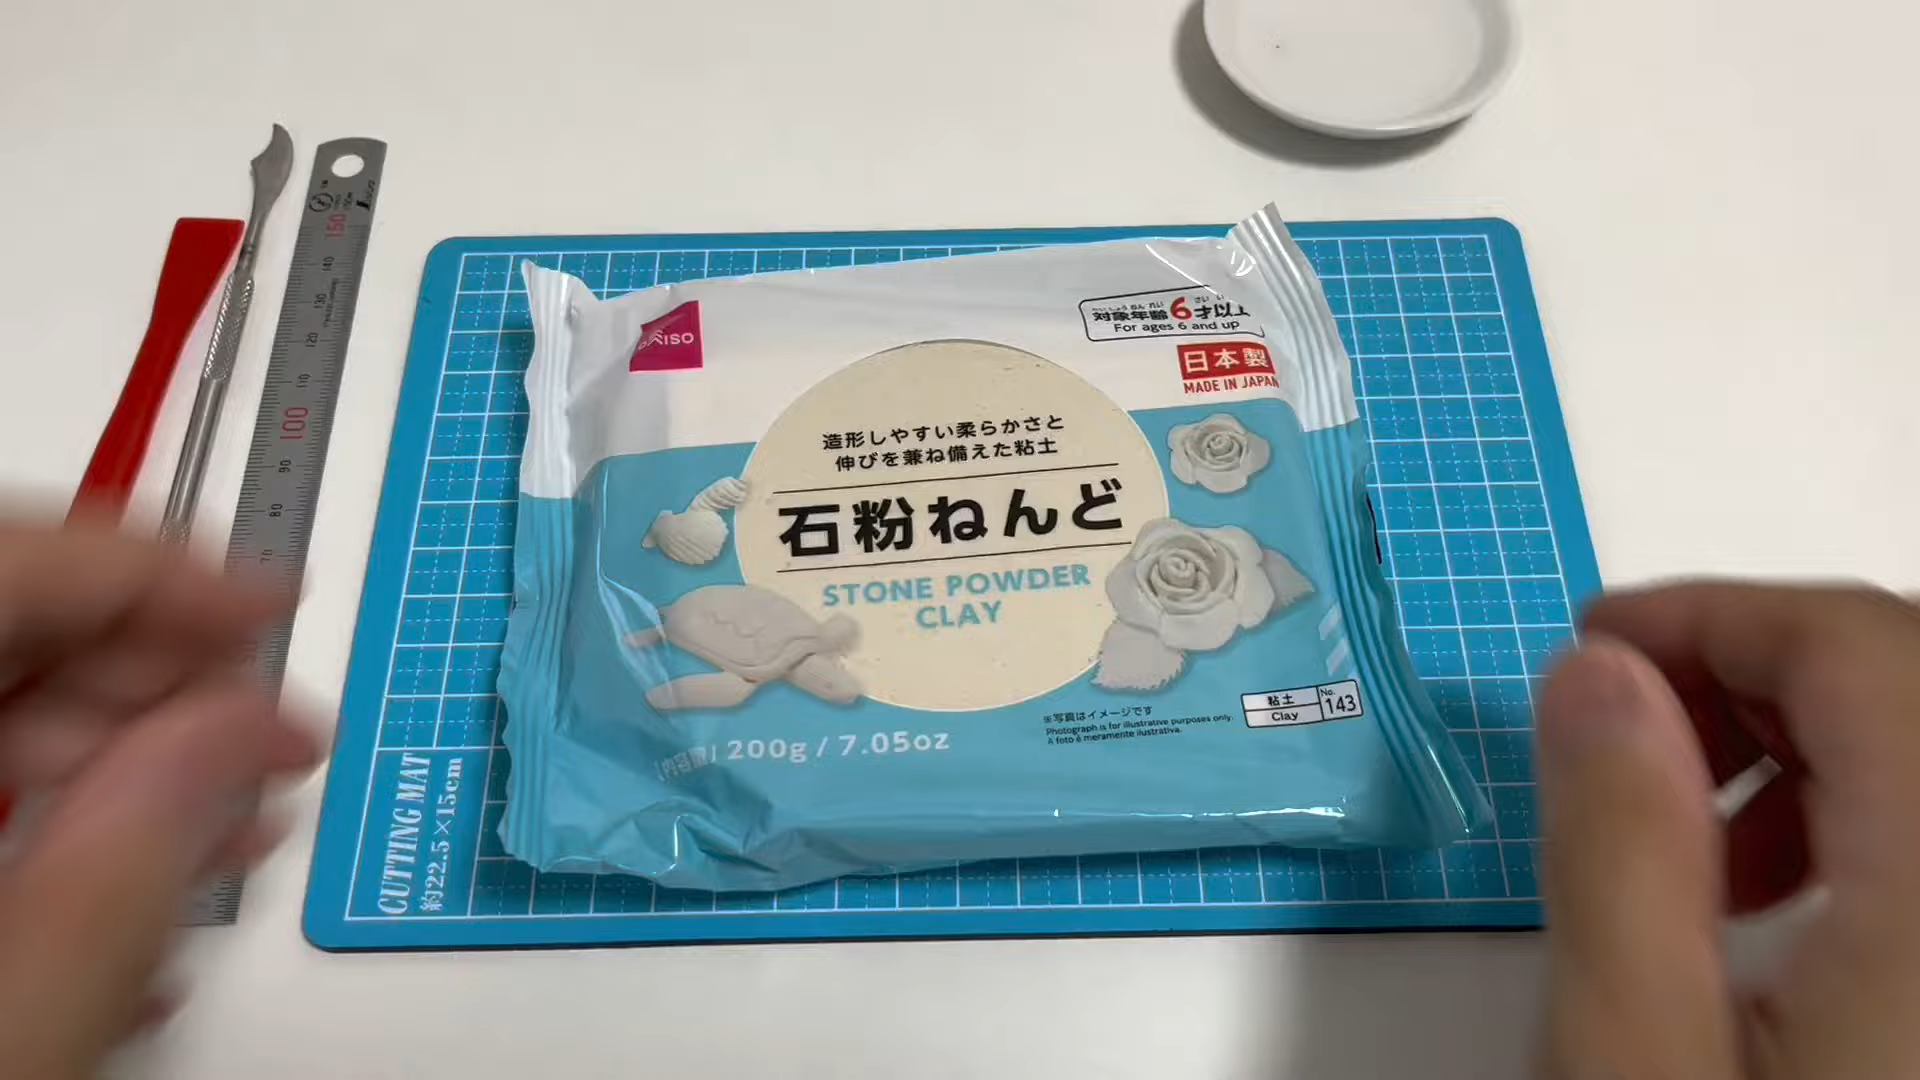 DAISO
対象年齢6才以上
For ages 6 and up
日本製
MADE IN JAPAN
造形しやすい柔らかさと
伸びを兼ね備えた粘土
石粉ねんど
STONE POWDER
CLAY
※写真はイメージです
Photograph is for illustrative purposes only.
A foto é meramente ilustrativa.
粘土
Clay
No.
143
[内容量] 200g / 7.05oz
CUTTING MAT
約22.5×15cm
150
140
130
120
110
100
90
80
70